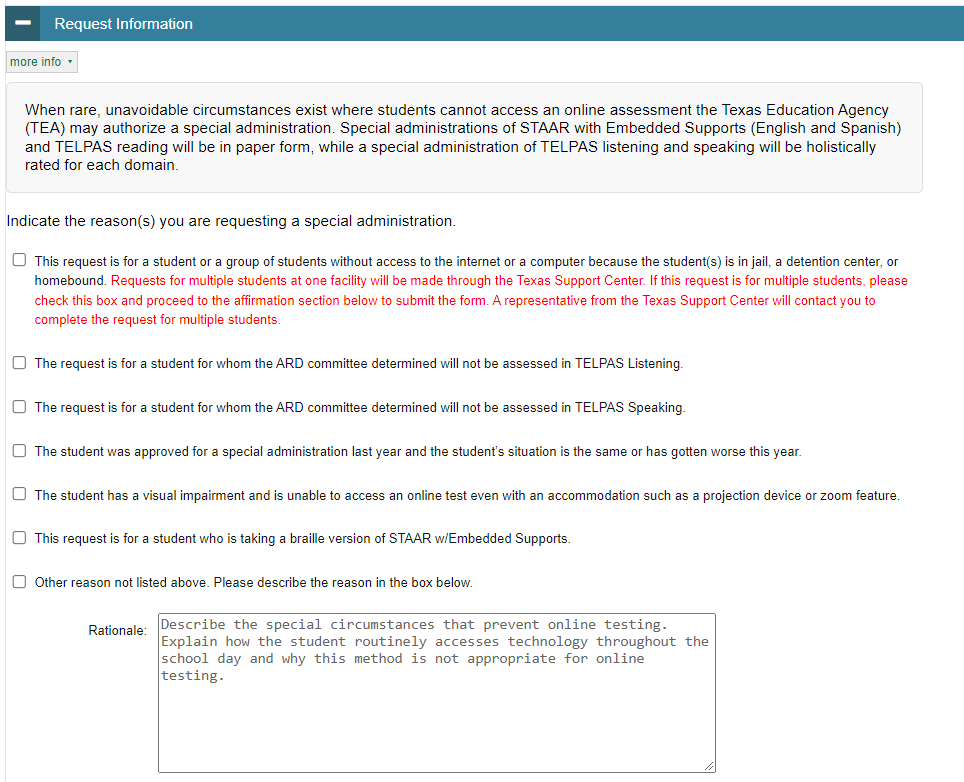 Request Information
more info
When rare, unavoidable circumstances exist where students cannot access an online assessment the Texas Education Agency
(TEA) may authorize a special administration. Special administrations of STAAR with Embedded Supports (English and Spanish)
and TELPAS reading will be in paper form, while a special administration of TELPAS listening and speaking will be holistically
rated for each domain.
Indicate the reason(s) you are requesting a special administration.
This request is for a student or a group of students without access to the internet or a computer because the student(s) is in jail, a detention center, or
homebound. Requests for multiple students at one facility will be made through the Texas Support Center. If this request is for multiple students, please
check this box and proceed to the affirmation section below to submit the form. A representative from the Texas Support Center will contact you to
complete the request for multiple students.
The request is for a student for whom the ARD committee determined will not be assessed in TELPAS Listening.
The request is for a student for whom the ARD committee determined will not be assessed in TELPAS Speaking.
The student was approved for a special administration last year and the student's situation is the same or has gotten worse this year.
The student has a visual impairment and is unable to access an online test even with an accommodation such as a projection device or zoom feature.
This request is for a student who is taking a braille version of STAAR w/Embedded Supports.
Other reason not listed above. Please describe the reason in the box below.
Rationale:
Describe the special circumstances that prevent online testing.
Explain how the student routinely accesses technology throughout the
school day and why this method is not appropriate for online
testing.